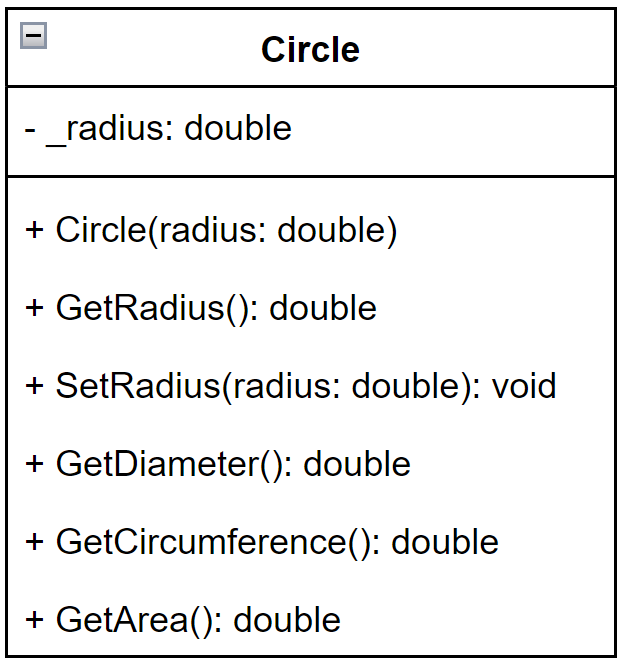 Circle
- _radius: double
+ Circle(radius: double)
+ GetRadius(): double
+ SetRadius(radius: double): void
+ GetDiameter(): double
+ GetCircumference(): double
+ GetArea(): double